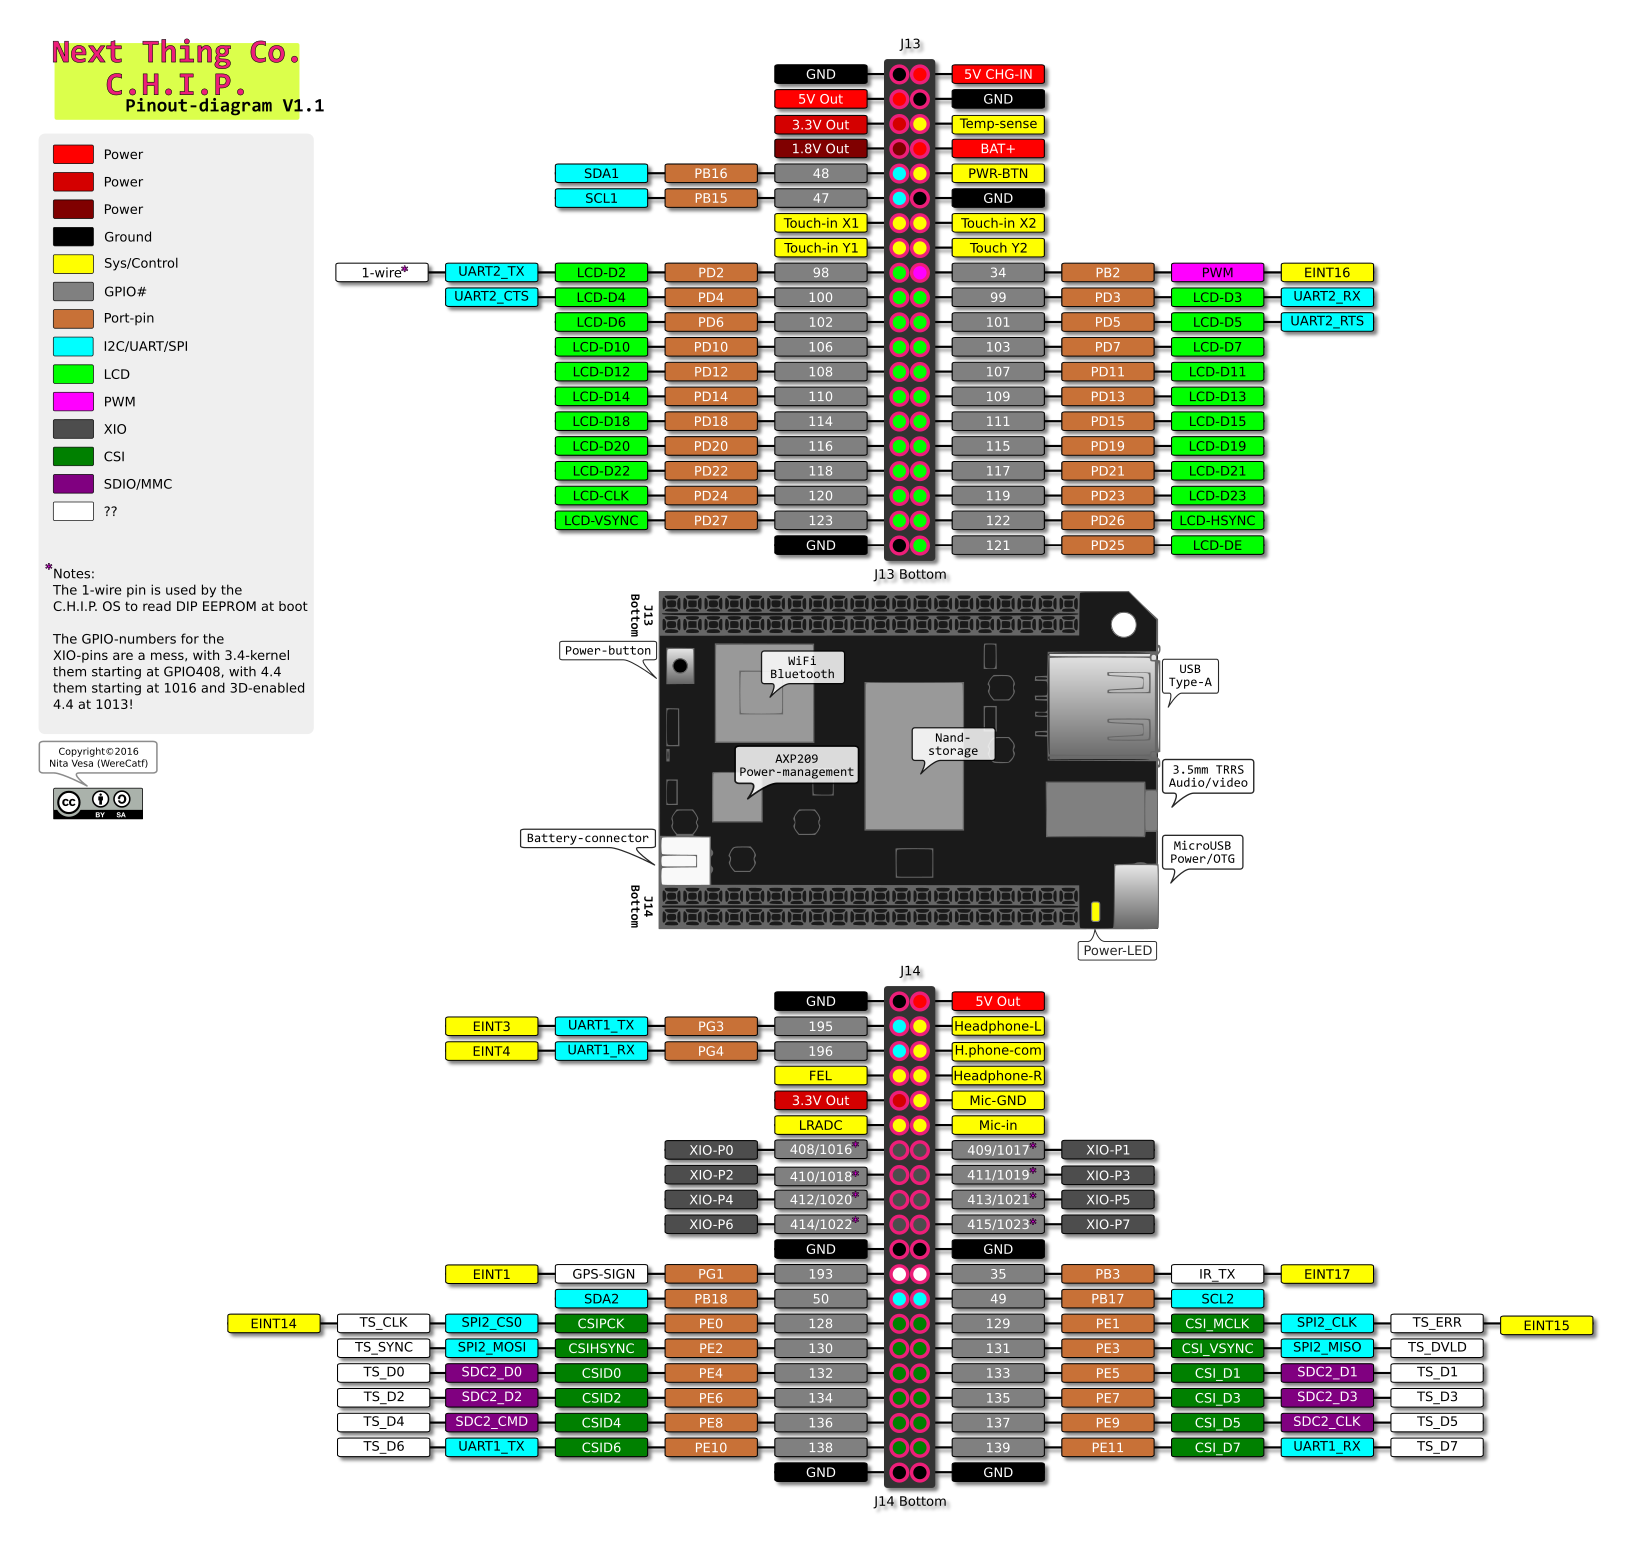 Next Thing Co.
C.H.I.P.
Pinout-diagram V1.1
Power
Power
Power
Ground
Sys/Control
GPIO#
Port-pin
I2C/UART/SPI
LCD
PWM
XIO
CSI
SDIO/MMC
??
*Notes:
The 1-wire pin is used by the
C.H.I.P. OS to read DIP EEPROM at boot
The GPIO-numbers for the
XIO-pins are a mess, with 3.4-kernel
them starting at GPIO408, with 4.4
them starting at 1016 and 3D-enabled
4.4 at 1013!
Copyright©2016
Nita Vesa (WereCatf)
cc BY SA
J13
GND 5V CHG-IN
5V Out GND
3.3V Out Temp-sense
1.8V Out BAT+
SDA1 PB16 48 PWR-BTN
SCL1 PB15 47 GND
Touch-in X1 Touch-in X2
Touch-in Y1 Touch Y2
1-wire* UART2_TX LCD-D2 PD2 98 34 PB2 PWM EINT16
UART2_CTS LCD-D4 PD4 100 99 PD3 LCD-D3 UART2_RX
LCD-D6 PD6 102 101 PD5 LCD-D5 UART2_RTS
LCD-D10 PD10 106 103 PD7 LCD-D7
LCD-D12 PD12 108 107 PD11 LCD-D11
LCD-D14 PD14 110 109 PD13 LCD-D13
LCD-D18 PD18 114 111 PD15 LCD-D15
LCD-D20 PD20 116 115 PD19 LCD-D19
LCD-D22 PD22 118 117 PD21 LCD-D21
LCD-CLK PD24 120 119 PD23 LCD-D23
LCD-VSYNC PD27 123 122 PD26 LCD-HSYNC
GND 121 PD25 LCD-DE
J13 Bottom
J13
Bottom
Power-button
WiFi
Bluetooth
USB
Type-A
Nand-
storage
AXP209
Power-management
3.5mm TRRS
Audio/video
Battery-connector
MicroUSB
Power/OTG
J14
Bottom
Power-LED
J14
GND 5V Out
EINT3 UART1_TX PG3 195 Headphone-L
EINT4 UART1_RX PG4 196 H.phone-com
FEL Headphone-R
3.3V Out Mic-GND
LRADC Mic-in
XIO-P0 408/1016* 409/1017* XIO-P1
XIO-P2 410/1018* 411/1019* XIO-P3
XIO-P4 412/1020* 413/1021* XIO-P5
XIO-P6 414/1022* 415/1023* XIO-P7
GND GND
EINT1 GPS-SIGN PG1 193 35 PB3 IR_TX EINT17
SDA2 PB18 50 49 PB17 SCL2
EINT14 TS_CLK SPI2_CS0 CSIPCK PE0 128 129 PE1 CSI_MCLK SPI2_CLK TS_ERR EINT15
TS_SYNC SPI2_MOSI CSIHSYNC PE2 130 131 PE3 CSI_VSYNC SPI2_MISO TS_DVLD
TS_D0 SDC2_D0 CSID0 PE4 132 133 PE5 CSI_D1 SDC2_D1 TS_D1
TS_D2 SDC2_D2 CSID2 PE6 134 135 PE7 CSI_D3 SDC2_D3 TS_D3
TS_D4 SDC2_CMD CSID4 PE8 136 137 PE9 CSI_D5 SDC2_CLK TS_D5
TS_D6 UART1_TX CSID6 PE10 138 139 PE11 CSI_D7 UART1_RX TS_D7
GND GND
J14 Bottom